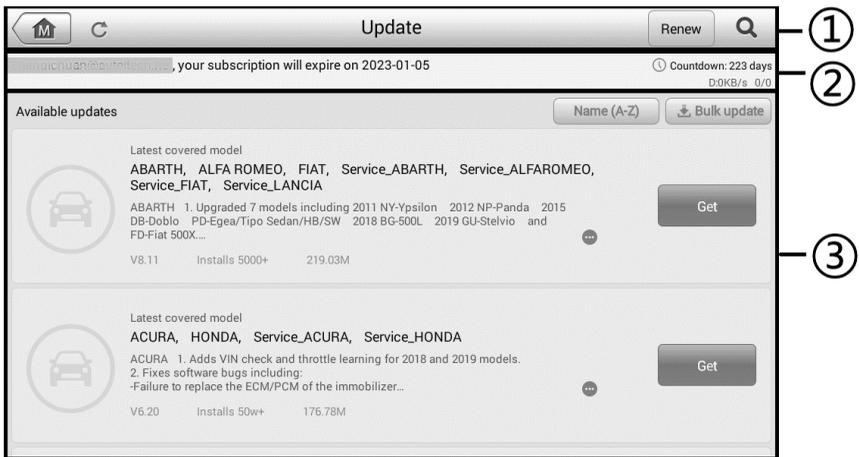 M Update Renew ①
, your subscription will expire on 2023-01-05 Countdown: 223 days ②
D:0KB/s 0/0
Available updates Name (A-Z) Bulk update
Latest covered model
ABARTH, ALFA ROMEO, FIAT, Service_ABARTH, Service_ALFAROMEO,
Service_FIAT, Service_LANCIA
Get
ABARTH 1. Upgraded 7 models including 2011 NY-Ypsilon 2012 NP-Panda 2015
DB-Doblo PD-Egea/Tipo Sedan/HB/SW 2018 BG-500L 2019 GU-Stelvio and
FD-Fiat 500X....
③
V8.11 Installs 5000+ 219.03M
Latest covered model
ACURA, HONDA, Service_ACURA, Service_HONDA
ACURA 1. Adds VIN check and throttle learning for 2018 and 2019 models.
Get
2. Fixes software bugs including:
-Failure to replace the ECM/PCM of the immobilizer...
V6.20 Installs 50w+ 176.78M